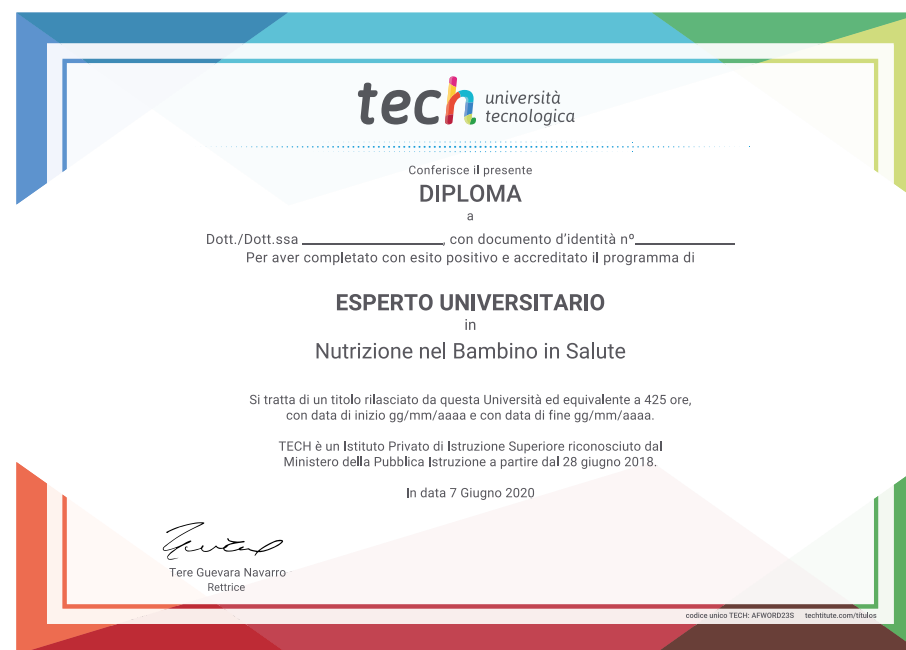 tech università
tecnologica
Conferisce il presente
DIPLOMA
a
Dott./Dott.ssa ____________________, con documento d'identità nº______________
Per aver completato con esito positivo e accreditato il programma di
ESPERTO UNIVERSITARIO
in
Nutrizione nel Bambino in Salute
Si tratta di un titolo rilasciato da questa Università ed equivalente a 425 ore,
con data di inizio gg/mm/aaaa e con data di fine gg/mm/aaaa.
TECH è un Istituto Privato di Istruzione Superiore riconosciuto dal
Ministero della Pubblica Istruzione a partire dal 28 giugno 2018.
In data 7 Giugno 2020
Tere Guevara Navarro
Rettrice
codice unico TECH: AFWORD23S techtitute.com/titulos